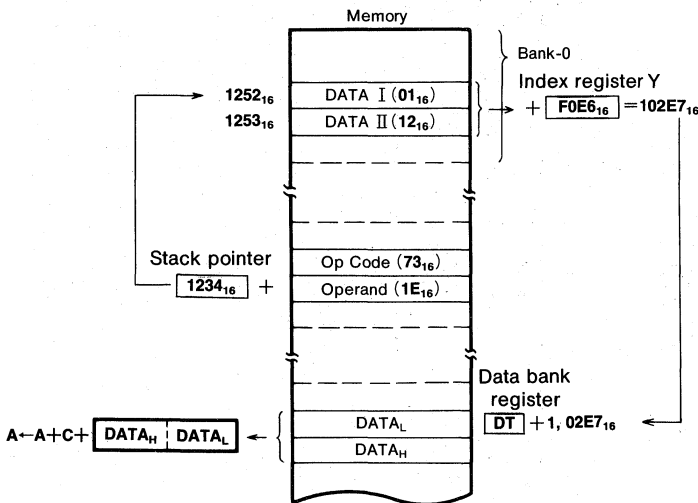 Memory
Bank-0
Index register Y
1252₁₆
DATA Ⅰ (01₁₆)
+ F0E6₁₆ =102E7₁₆
1253₁₆
DATA Ⅱ (12₁₆)
Stack pointer
Op Code (73₁₆)
1234₁₆ +
Operand (1E₁₆)
Data bank
register
DATA_L
DT +1, 02E7₁₆
A←A+C+ DATA_H DATA_L
DATA_H